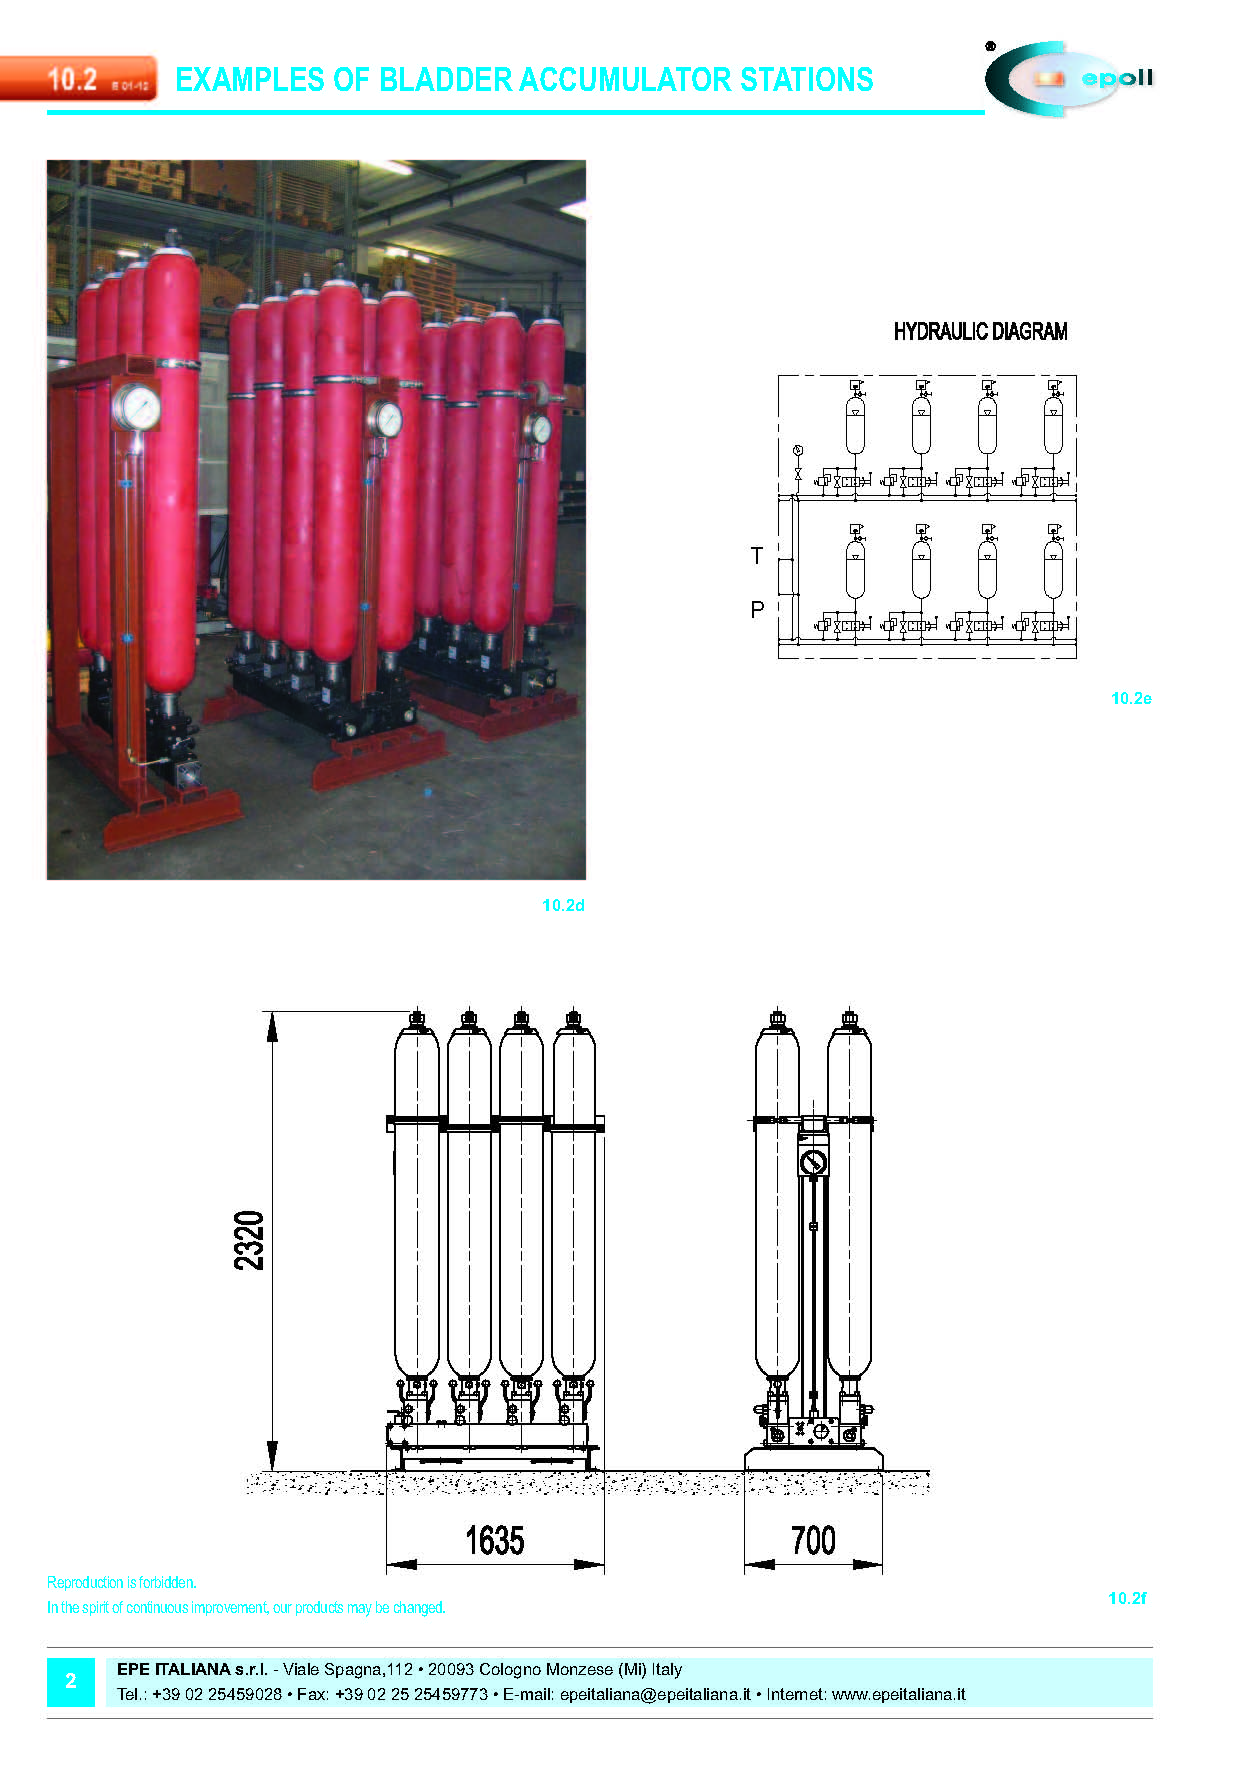 10.2 E 01-12 EXAMPLES OF BLADDER ACCUMULATOR STATIONS
®
epoll
HYDRAULIC DIAGRAM
T
P
10.2e
10.2d
2320
1635
700
Reproduction is forbidden.
In the spirit of continuous improvement, our products may be changed.
10.2f
2
EPE ITALIANA s.r.l. - Viale Spagna,112 • 20093 Cologno Monzese (Mi) Italy
Tel.: +39 02 25459028 • Fax: +39 02 25 25459773 • E-mail: epeitaliana@epeitaliana.it • Internet: www.epeitaliana.it